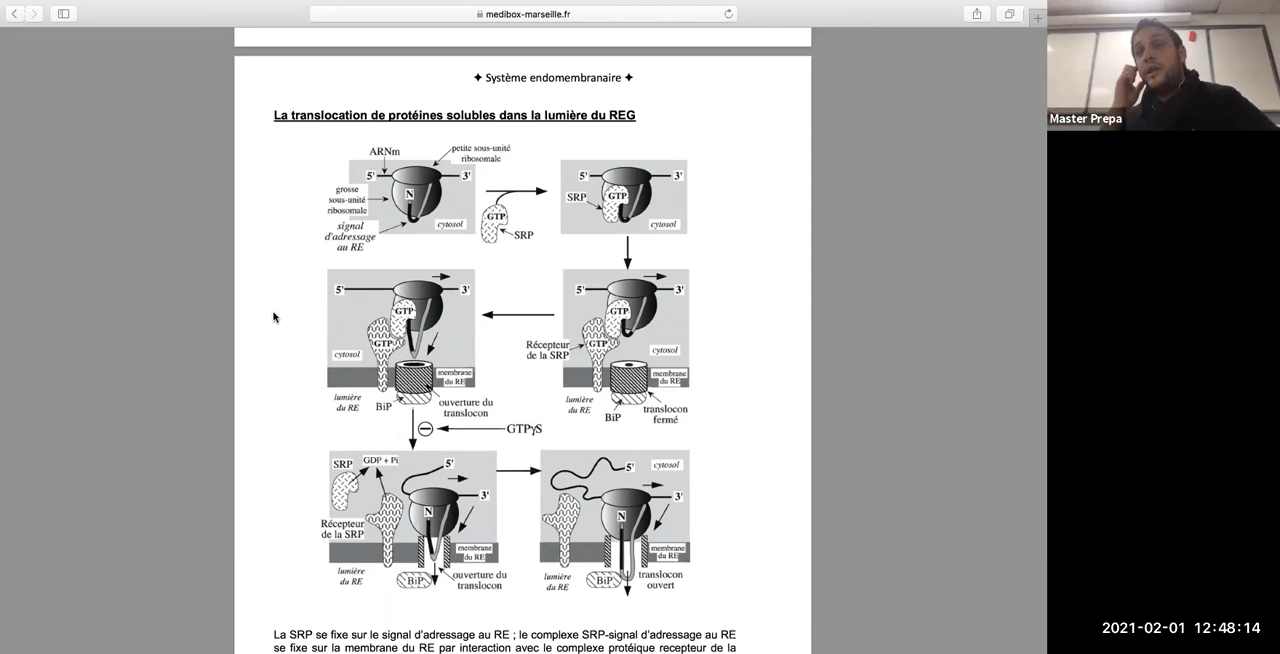 medibox-marseille.fr
Master Prepa
✦ Système endomembranaire ✦
La translocation de protéines solubles dans la lumière du REG
ARNm
petite sous-unité
ribosomale
5'
3'
grosse
sous-unité
ribosomale
N
signal
d'adressage
au RE
cytosol
GTP
SRP
5'
3'
SRP
GTP
cytosol
5'
3'
GTP
GTP
cytosol
membrane
du RE
lumière
du RE
BiP
ouverture du
translocon
5'
3'
GTP
Récepteur
de la SRP
GTP
cytosol
membrane
du RE
lumière
du RE
BiP
translocon
fermé
GTPγS
SRP
GDP + Pi
5'
3'
N
Récepteur
de la SRP
membrane
du RE
lumière
du RE
BiP
ouverture du
translocon
5'
cytosol
3'
N
membrane
du RE
lumière
du RE
BiP
translocon
ouvert
La SRP se fixe sur le signal d'adressage au RE ; le complexe SRP-signal d'adressage au RE
se fixe sur la membrane du RE par interaction avec le complexe protéique recepteur de la
2021-02-01 12:48:14